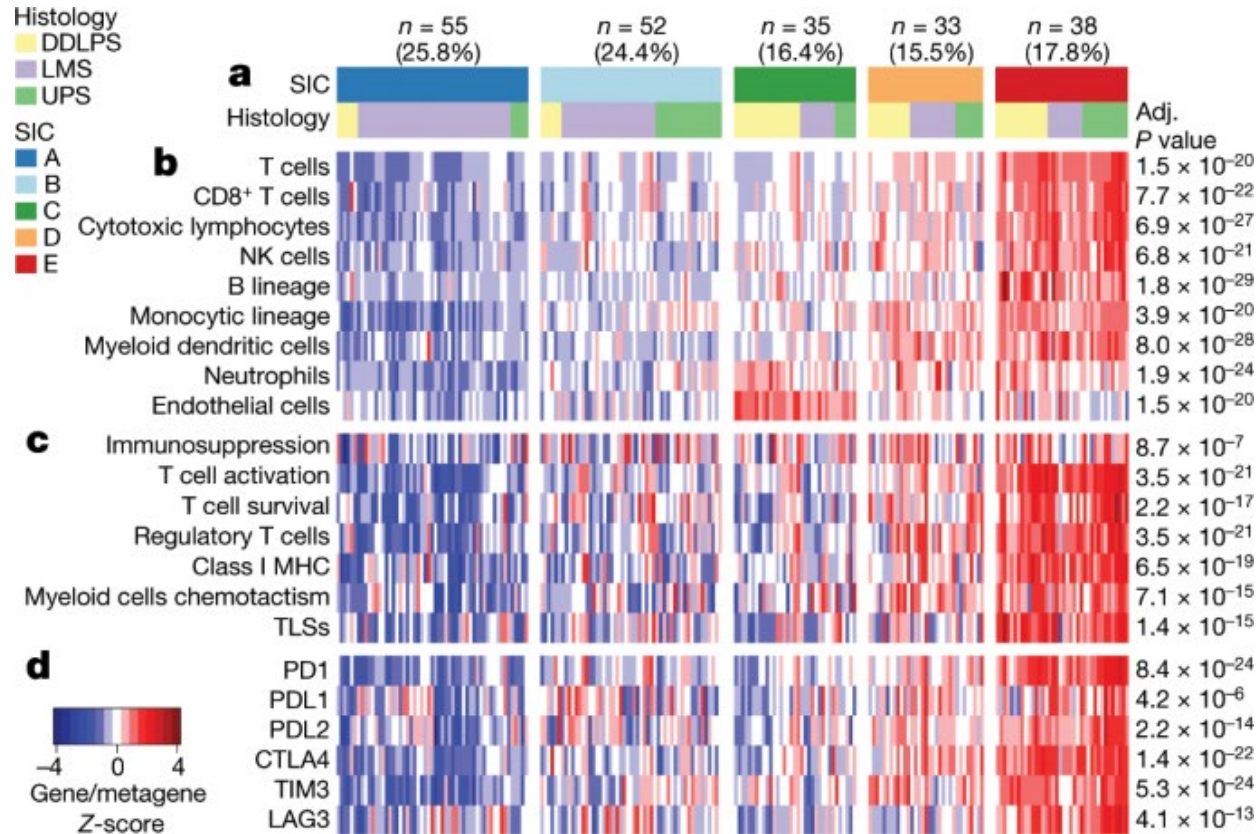 Histology
DDLPS
LMS
UPS
SIC
A
B
C
D
E
n = 55
(25.8%)
n = 52
(24.4%)
n = 35
(16.4%)
n = 33
(15.5%)
n = 38
(17.8%)
a
SIC
Histology
Adj.
P value
b
T cells 1.5 × 10⁻²⁰
CD8⁺ T cells 7.7 × 10⁻²²
Cytotoxic lymphocytes 6.9 × 10⁻²⁷
NK cells 6.8 × 10⁻²¹
B lineage 1.8 × 10⁻²⁹
Monocytic lineage 3.9 × 10⁻²⁰
Myeloid dendritic cells 8.0 × 10⁻²⁸
Neutrophils 1.9 × 10⁻²⁴
Endothelial cells 1.5 × 10⁻²⁰
c
Immunosuppression 8.7 × 10⁻⁷
T cell activation 3.5 × 10⁻²¹
T cell survival 2.2 × 10⁻¹⁷
Regulatory T cells 3.5 × 10⁻²¹
Class I MHC 6.5 × 10⁻¹⁹
Myeloid cells chemotactism 7.1 × 10⁻¹⁵
TLSs 1.4 × 10⁻¹⁵
d
PD1 8.4 × 10⁻²⁴
PDL1 4.2 × 10⁻⁶
PDL2 2.2 × 10⁻¹⁴
CTLA4 1.4 × 10⁻²²
TIM3 5.3 × 10⁻²⁴
LAG3 4.1 × 10⁻¹³
−4 0 4
Gene/metagene
Z-score